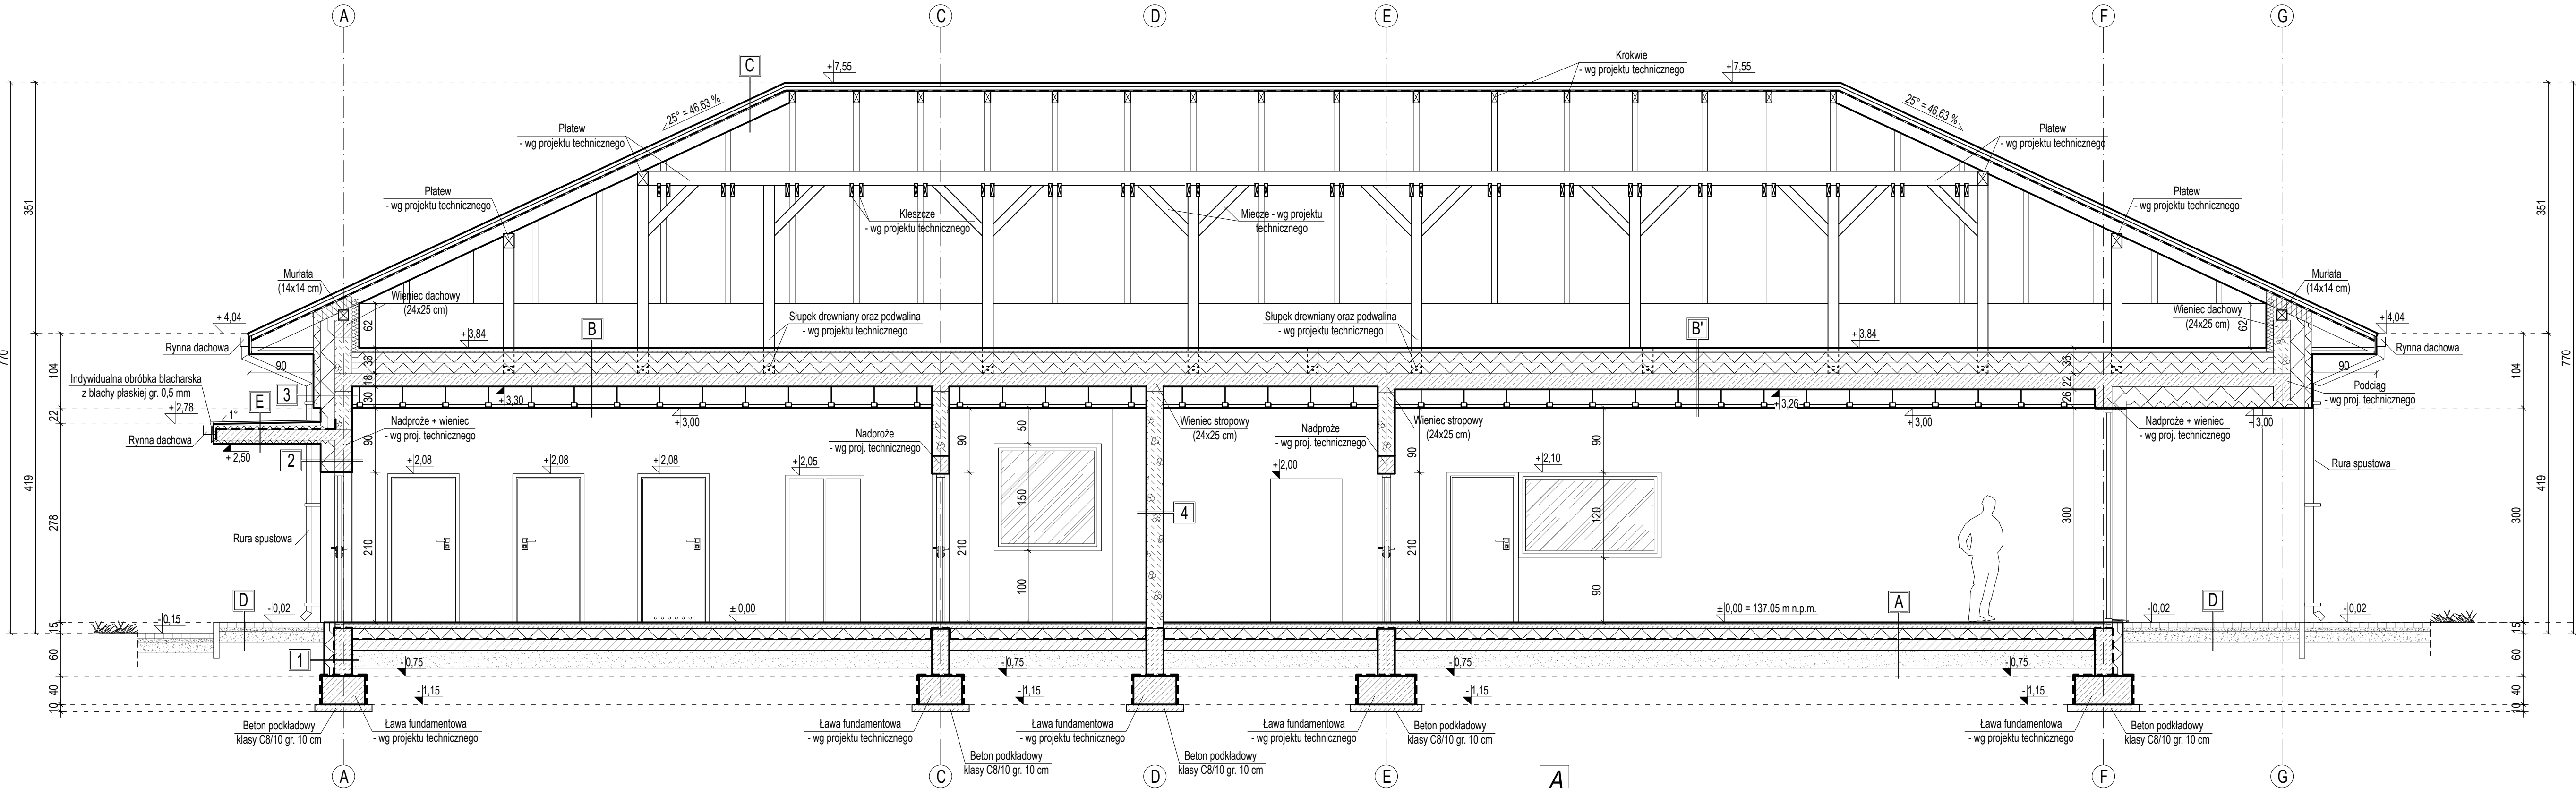 A
C
D
E
F
G
C
+7,55
Krokwie
- wg projektu technicznego
+7,55
25° = 46,63 %
25° = 46,63 %
Płatew
- wg projektu technicznego
Płatew
- wg projektu technicznego
Płatew
- wg projektu technicznego
Płatew
- wg projektu technicznego
351
351
770
770
Kleszcze
- wg projektu technicznego
Miecze - wg projektu
technicznego
Murłata
(14x14 cm)
Wieniec dachowy
(24x25 cm)
Murłata
(14x14 cm)
Wieniec dachowy
(24x25 cm)
+4,04
+4,04
62
62
+3,84
B
Słupek drewniany oraz podwalina
- wg projektu technicznego
Słupek drewniany oraz podwalina
- wg projektu technicznego
B'
+3,84
Rynna dachowa
Rynna dachowa
90
90
36
18
30
36
22
26
104
104
Indywidualna obróbka blacharska
z blachy płaskiej gr. 0,5 mm
E
3
+2,78
1°
22
Rynna dachowa
+2,50
2
+3,30
+3,26
+3,00
+3,00
+3,00
Nadproże + wieniec
- wg proj. technicznego
Nadproże
- wg proj. technicznego
Wieniec stropowy
(24x25 cm)
Nadproże
- wg proj. technicznego
Wieniec stropowy
(24x25 cm)
Nadproże + wieniec
- wg proj. technicznego
Podciąg
- wg proj. technicznego
Rura spustowa
Rura spustowa
419
419
278
300
300
90
210
90
210
50
150
100
90
210
90
120
90
+2,08
+2,08
+2,08
+2,05
+2,00
+2,10
4
±0,00
±0,00 = 137.05 m n.p.m.
A
D
D
-0,15
-0,02
-0,02
-0,02
15
60
40
10
15
60
40
10
1
-0,75
-0,75
-0,75
-0,75
-1,15
-1,15
-1,15
-1,15
Beton podkładowy
klasy C8/10 gr. 10 cm
Ława fundamentowa
- wg projektu technicznego
Ława fundamentowa
- wg projektu technicznego
Beton podkładowy
klasy C8/10 gr. 10 cm
Ława fundamentowa
- wg projektu technicznego
Beton podkładowy
klasy C8/10 gr. 10 cm
Ława fundamentowa
- wg projektu technicznego
Beton podkładowy
klasy C8/10 gr. 10 cm
Ława fundamentowa
- wg projektu technicznego
Beton podkładowy
klasy C8/10 gr. 10 cm
A
C
D
E
A
F
G